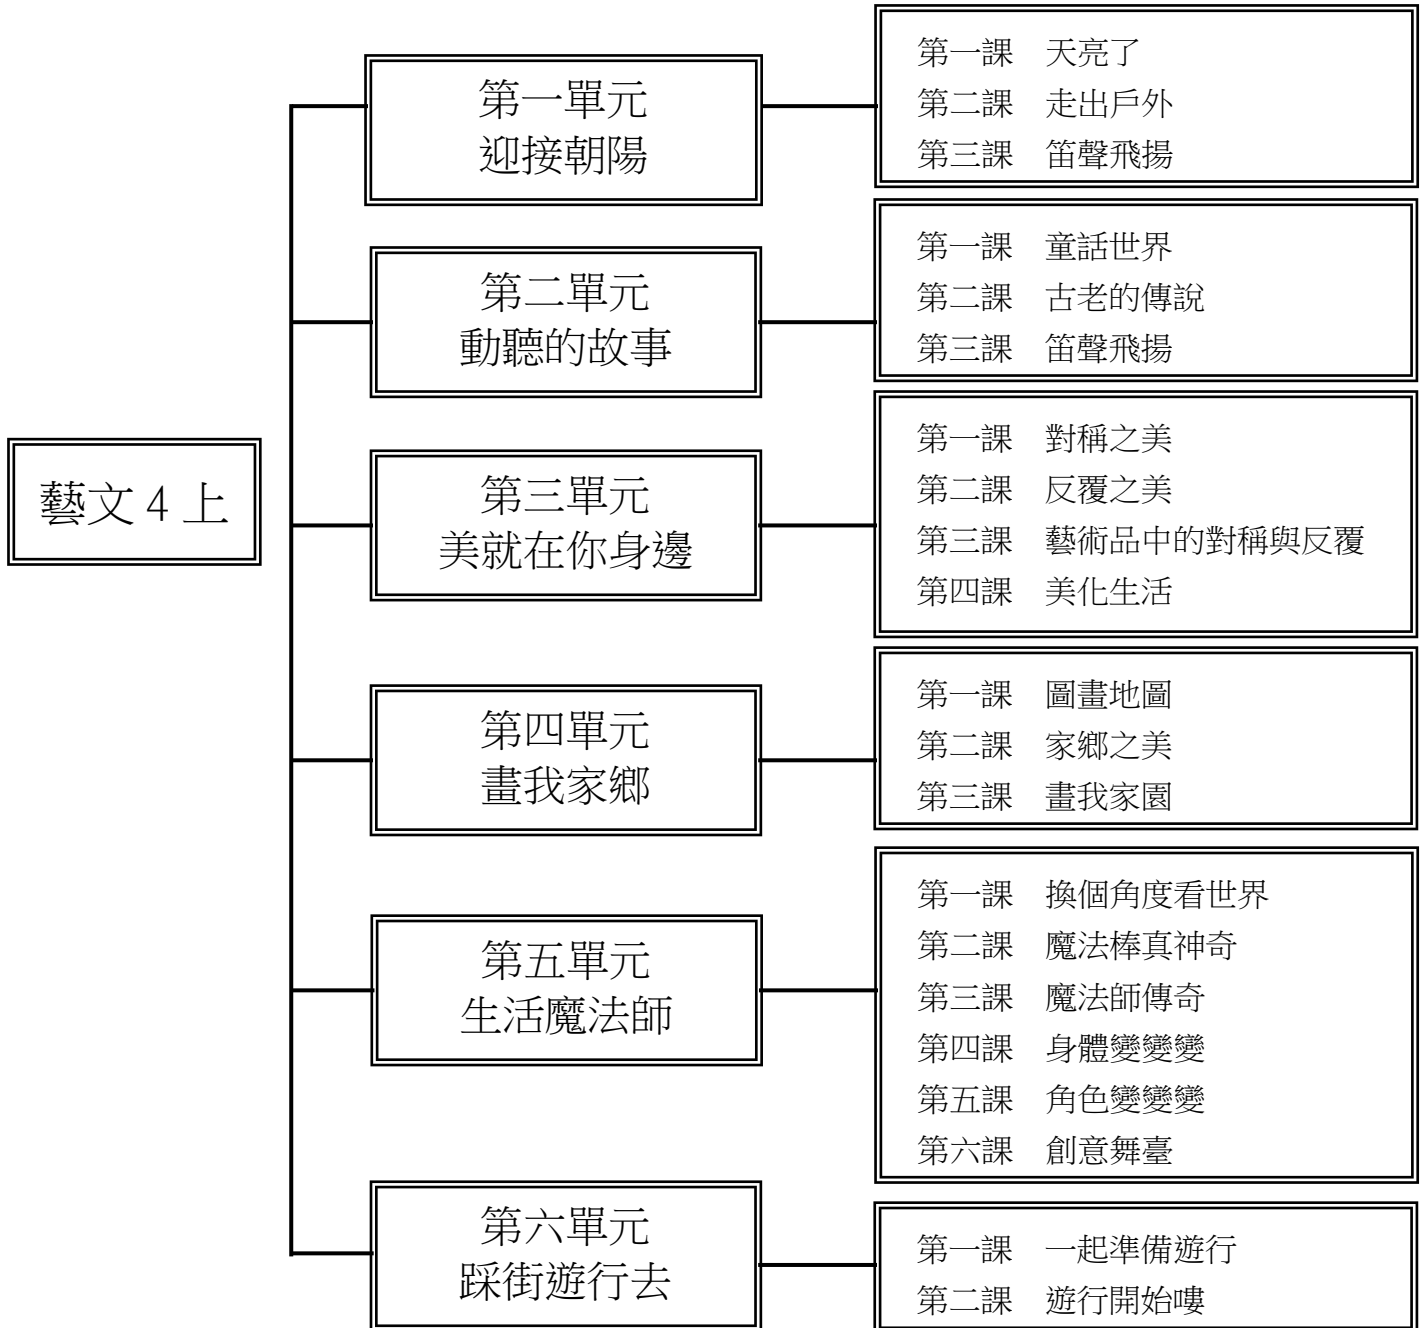 藝文 4 上
第一單元
迎接朝陽
第一課　天亮了
第二課　走出戶外
第三課　笛聲飛揚
第二單元
動聽的故事
第一課　童話世界
第二課　古老的傳說
第三課　笛聲飛揚
第三單元
美就在你身邊
第一課　對稱之美
第二課　反覆之美
第三課　藝術品中的對稱與反覆
第四課　美化生活
第四單元
畫我家鄉
第一課　圖畫地圖
第二課　家鄉之美
第三課　畫我家園
第五單元
生活魔法師
第一課　換個角度看世界
第二課　魔法棒真神奇
第三課　魔法師傳奇
第四課　身體變變變
第五課　角色變變變
第六課　創意舞臺
第六單元
踩街遊行去
第一課　一起準備遊行
第二課　遊行開始嘍